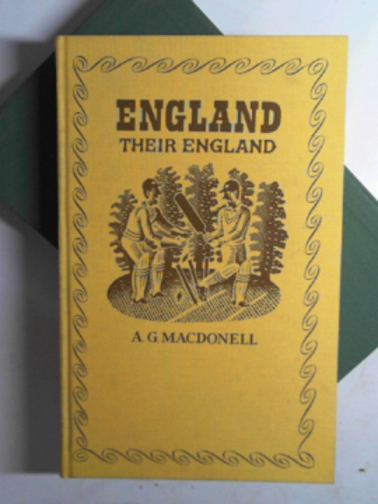 ENGLAND
THEIR ENGLAND
A. G. MACDONELL